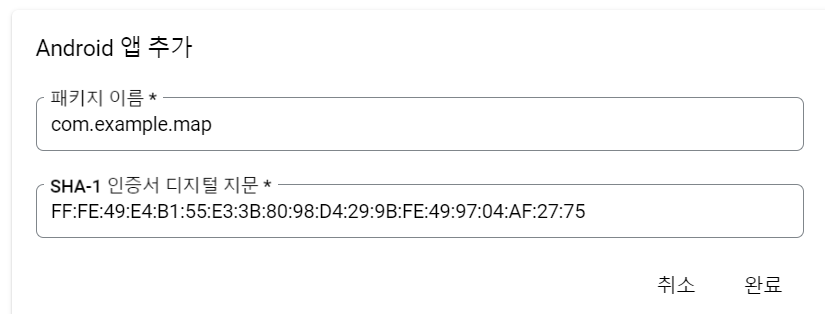 Android 앱 추가
패키지 이름 *
com.example.map
SHA-1 인증서 디지털 지문 *
FF:FE:49:E4:B1:55:E3:3B:80:98:D4:29:9B:FE:49:97:04:AF:27:75
취소 완료